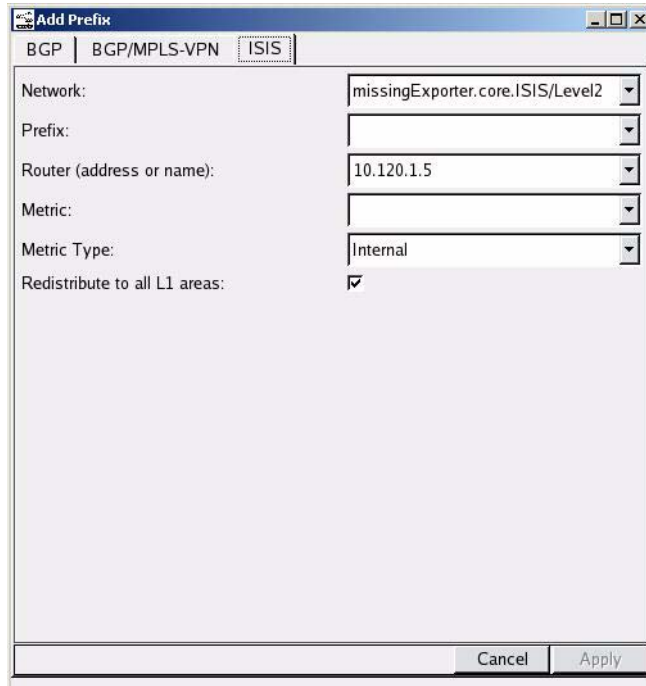 Add Prefix
BGP BGP/MPLS-VPN ISIS
Network: missingExporter.core.ISIS/Level2
Prefix:
Router (address or name): 10.120.1.5
Metric:
Metric Type: Internal
Redistribute to all L1 areas:
Cancel Apply